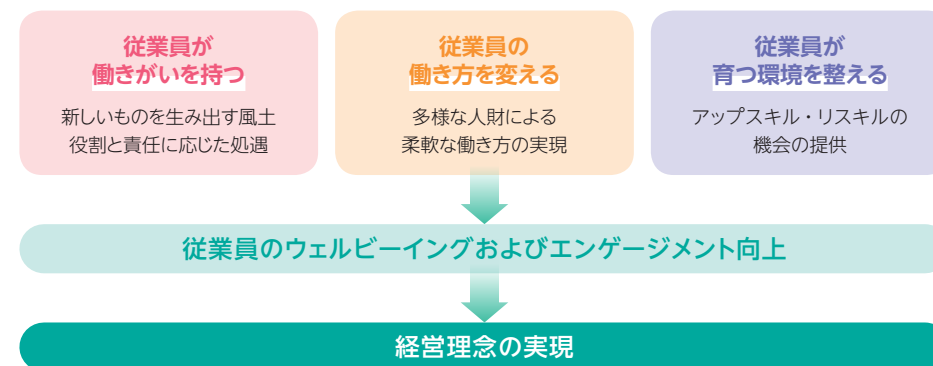 従業員が
働きがいを持つ
新しいものを生み出す風土
役割と責任に応じた処遇
従業員の
働き方を変える
多様な人財による
柔軟な働き方の実現
従業員が
育つ環境を整える
アップスキル・リスキルの
機会の提供
従業員のウェルビーイングおよびエンゲージメント向上
経営理念の実現